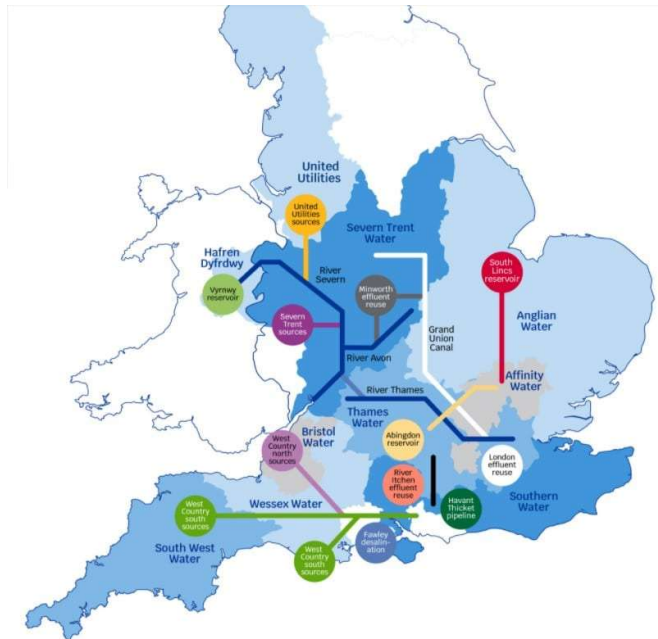 United
Utilities
United
Utilities
sources
Severn Trent
Water
Hafren
Dyfrdwy
River
Severn
Vyrnwy
reservoir
South
Lincs
reservoir
Minworth
effluent
reuse
Severn
Trent
sources
Anglian
Water
Grand
Union
Canal
River Avon
Affinity
Water
River Thames
Thames
Water
Bristol
Water
Abingdon
reservoir
West
Country
north
sources
London
effluent
reuse
River
Itchen
effluent
reuse
Southern
Water
Havant
Thicket
pipeline
Wessex Water
West
Country
south
sources
South West
Water
Fawley
desalin-
ation
West
Country
south
sources